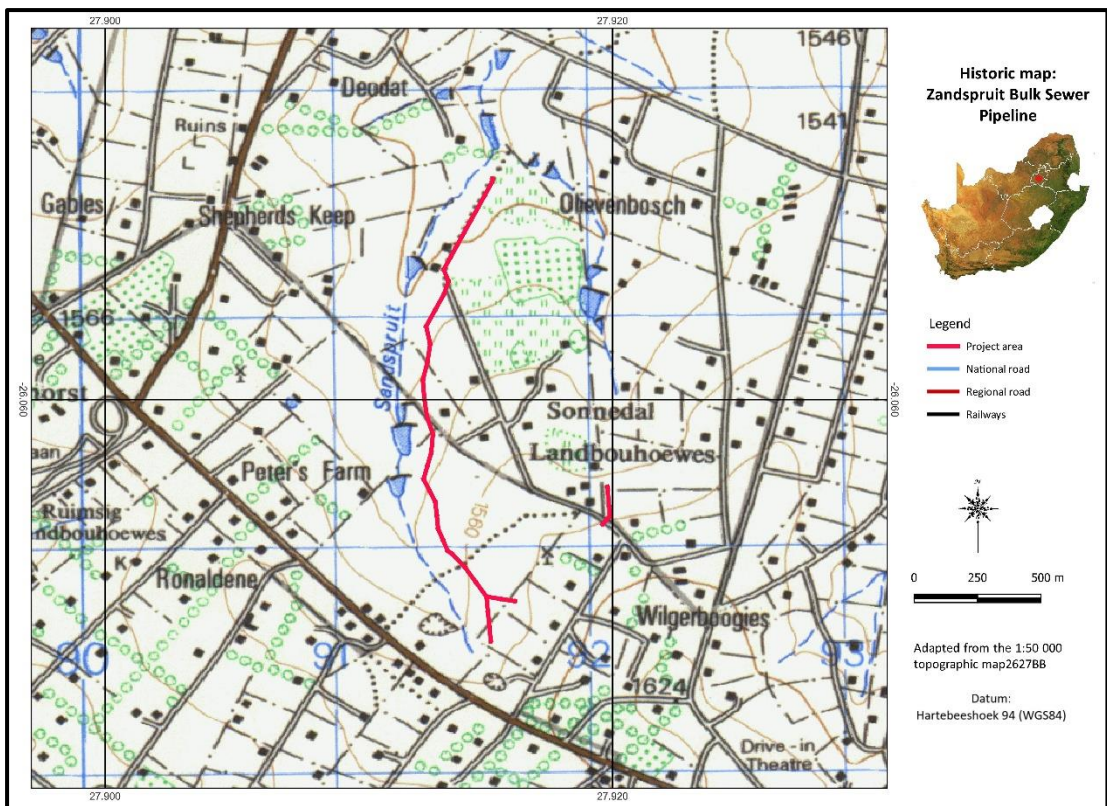 27.900
27.920
1546
Deodat
1541
Ruins
Gables
Shepherds Keep
Olievenbosch
1566
Sandspruit
-26.060
-26.060
horst
Sonnedal
Landbouhoewes
aan
Peter's Farm
1560
Ruimsig
ndbouhoewes
K
Ronaldene
Wilgerboogies
90
91
92
93
1624
Drive-in
Theatre
27.900
27.920
Historic map:
Zandspruit Bulk Sewer
Pipeline
Legend
Project area
National road
Regional road
Railways
0 250 500 m
Adapted from the 1:50 000
topographic map2627BB
Datum:
Hartebeeshoek 94 (WGS84)